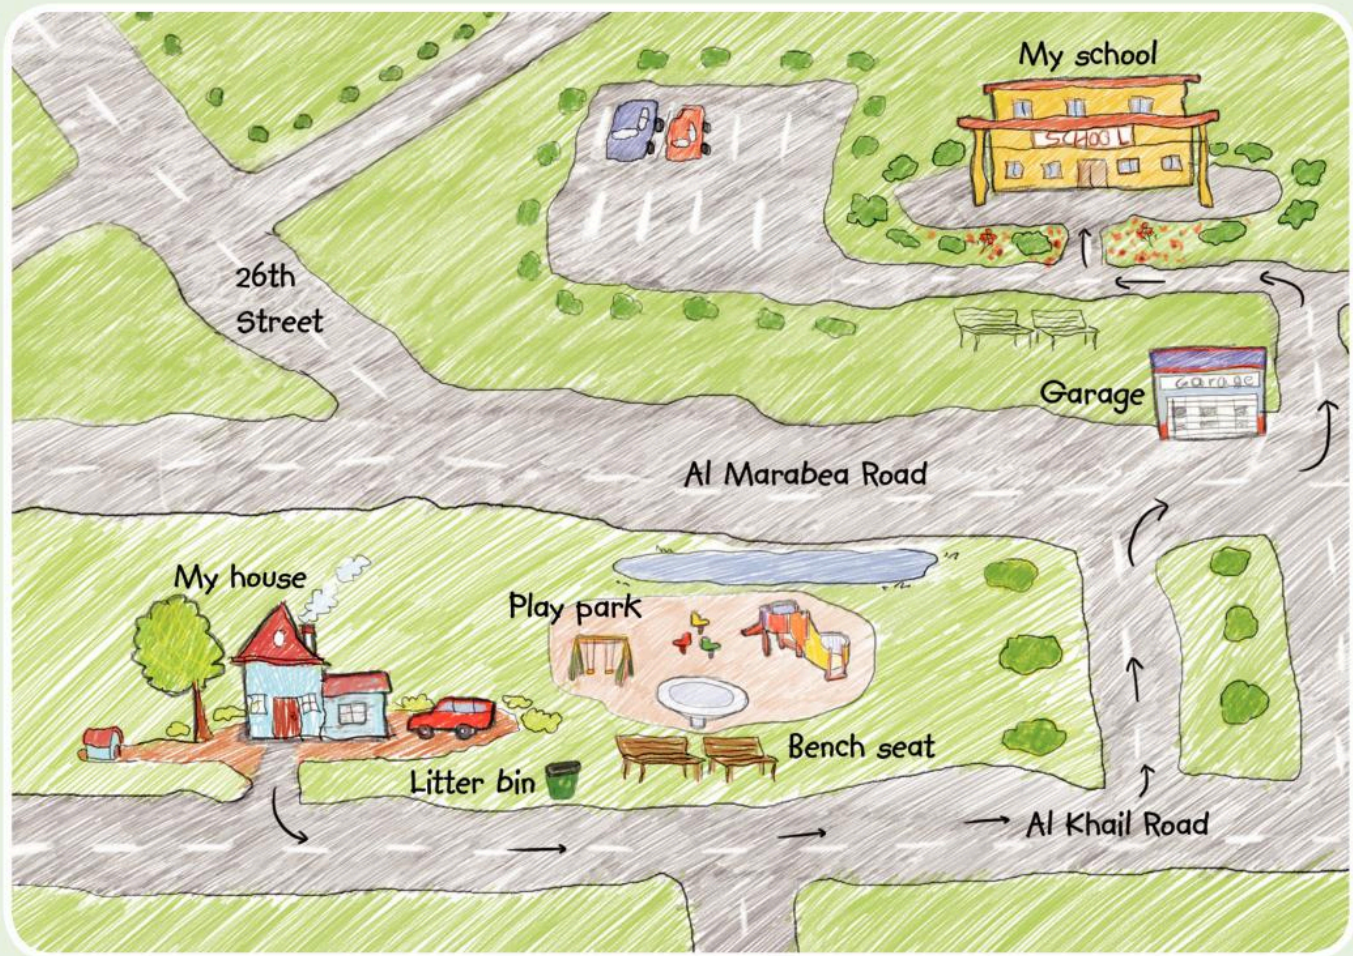 My school
SCHOOL
26th
Street
Garage
Garage
Al Marabea Road
My house
Play park
Bench seat
Litter bin
Al Khail Road